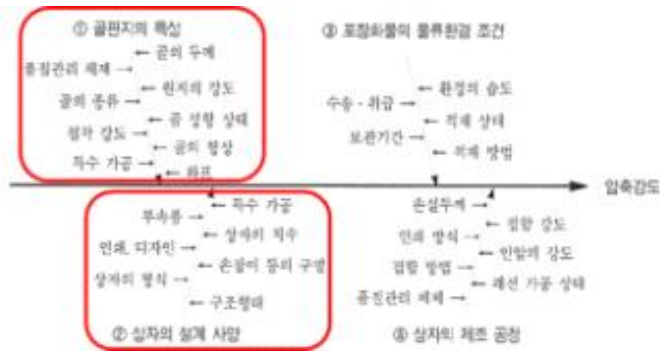 ① 골판지의 특성
← 골의 두께
품질관리 체제 →
← 원지의 강도
골의 종류 →
← 골 성형 상태
접착 강도 →
← 골의 형상
특수 가공 →
③ 포장화물의 물류환경 조건
← 환경의 습도
수송·취급 →
← 적재 상태
보관기간 →
← 적재 방법
압축강도
← 특수 가공
부속류 →
← 상자의 치수
인쇄, 디자인 →
← 손잡이 등의 구멍
상자의 형식 →
← 구조형태
② 상자의 설계 사양
손실두께 →
← 접합 강도
인쇄 방식 →
← 인압의 강도
접합 방법 →
← 괘선 가공 상태
품질관리 체제 →
상자의 제조 공정